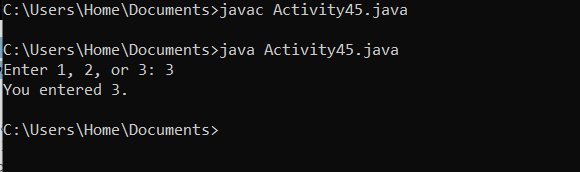 C:\Users\Home\Documents>javac Activity45.java
C:\Users\Home\Documents>java Activity45.java
Enter 1, 2, or 3: 3
You entered 3.
C:\Users\Home\Documents>